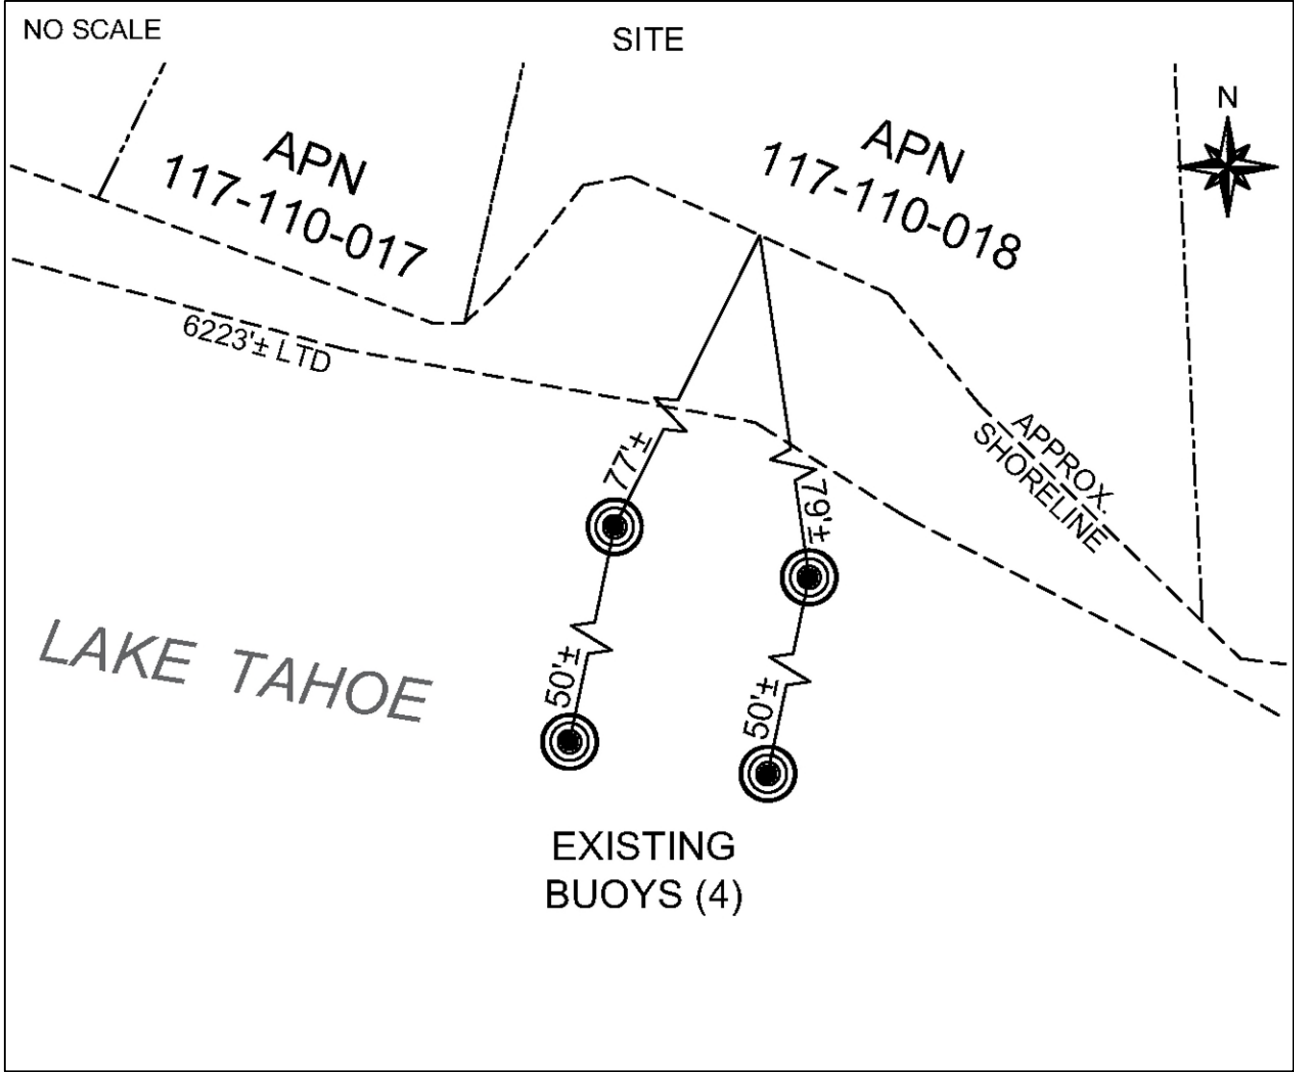 NO SCALE
SITE
N
APN
117-110-017
APN
117-110-018
6223'± LTD
APPROX.
SHORELINE
77'±
79'±
50'±
50'±
LAKE TAHOE
EXISTING
BUOYS (4)